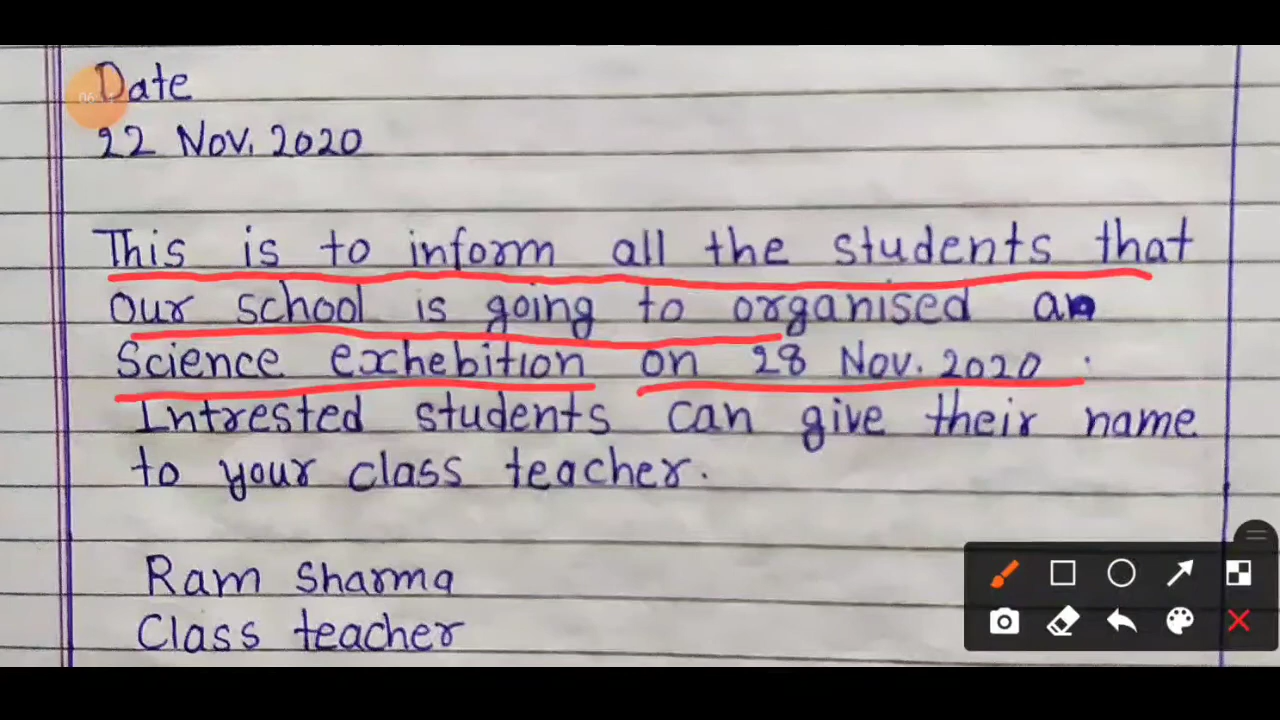 Date
22 Nov. 2020
This is to inform all the students that
our school is going to organised an
Science exhebition on 28 Nov. 2020 .
Intrested students can give their name
to your class teacher.
Ram Sharma
Class teacher